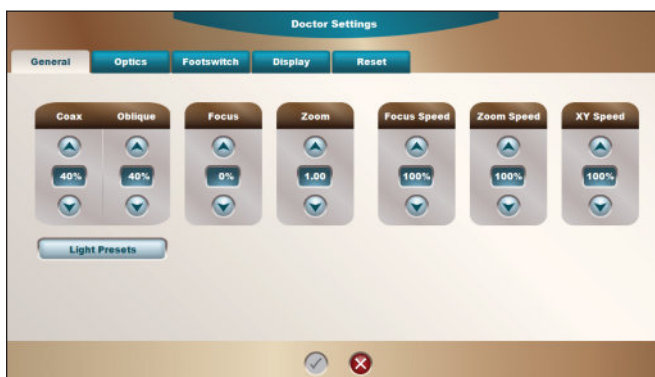 Doctor Settings
General Optics Footswitch Display Reset
Coax Oblique Focus Zoom Focus Speed Zoom Speed XY Speed
40% 40% 0% 1.00 100% 100% 100%
Light Presets